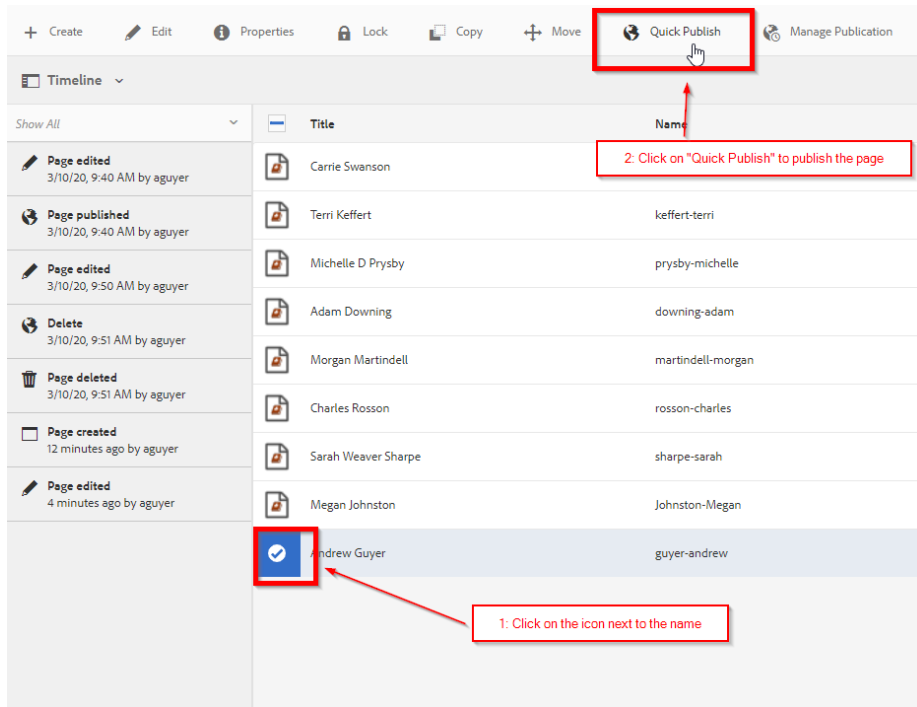 Create Edit Properties Lock Copy Move Quick Publish Manage Publication
Timeline
Show All
Title Name
2: Click on "Quick Publish" to publish the page
Page edited
3/10/20, 9:40 AM by aguyer
Page published
3/10/20, 9:40 AM by aguyer
Page edited
3/10/20, 9:50 AM by aguyer
Delete
3/10/20, 9:51 AM by aguyer
Page deleted
3/10/20, 9:51 AM by aguyer
Page created
12 minutes ago by aguyer
Page edited
4 minutes ago by aguyer
Carrie Swanson
Terri Keffert keffert-terri
Michelle D Prysby prysby-michelle
Adam Downing downing-adam
Morgan Martindell martindell-morgan
Charles Rosson rosson-charles
Sarah Weaver Sharpe sharpe-sarah
Megan Johnston Johnston-Megan
Andrew Guyer guyer-andrew
1: Click on the icon next to the name